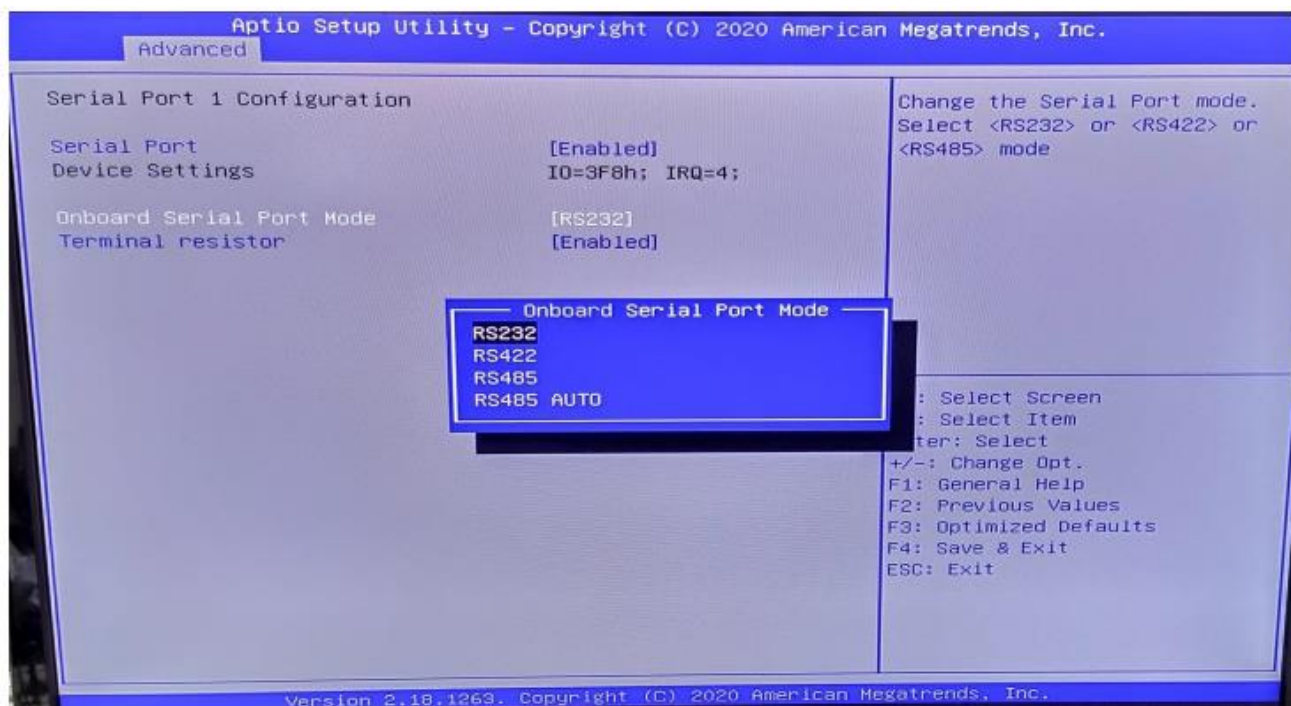 Aptio Setup Utility – Copyright (C) 2020 American Megatrends, Inc.
Advanced
Serial Port 1 Configuration
Serial Port [Enabled]
Device Settings IO=3F8h; IRQ=4;
Onboard Serial Port Mode [RS232]
Terminal resistor [Enabled]
Change the Serial Port mode.
Select <RS232> or <RS422> or
<RS485> mode
Onboard Serial Port Mode
RS232
RS422
RS485
RS485 AUTO
: Select Screen
: Select Item
ter: Select
+/-: Change Opt.
F1: General Help
F2: Previous Values
F3: Optimized Defaults
F4: Save & Exit
ESC: Exit
Version 2.18.1263. Copyright (C) 2020 American Megatrends, Inc.